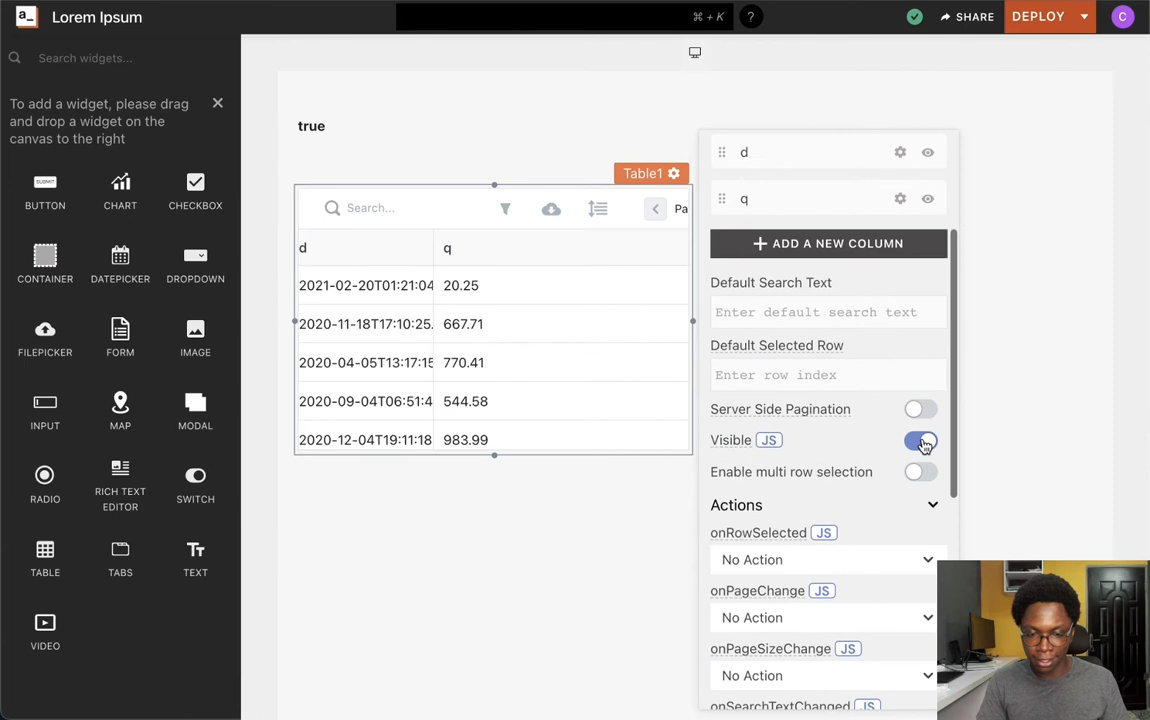 a_ Lorem Ipsum
⌘ + K
?
SHARE
DEPLOY
C
Search widgets...
To add a widget, please drag
and drop a widget on the
canvas to the right
SUBMIT
BUTTON
CHART
CHECKBOX
CONTAINER
DATEPICKER
DROPDOWN
FILEPICKER
FORM
IMAGE
INPUT
MAP
MODAL
RADIO
RICH TEXT
EDITOR
SWITCH
TABLE
TABS
TEXT
VIDEO
true
Table1
Search...
Pa
d q
2021-02-20T01:21:04 20.25
2020-11-18T17:10:25. 667.71
2020-04-05T13:17:15 770.41
2020-09-04T06:51:4 544.58
2020-12-04T19:11:18 983.99
d
q
ADD A NEW COLUMN
Default Search Text
Enter default search text
Default Selected Row
Enter row index
Server Side Pagination
Visible JS
Enable multi row selection
Actions
onRowSelected JS
No Action
onPageChange JS
No Action
onPageSizeChange JS
No Action
onSearchTextChanged JS